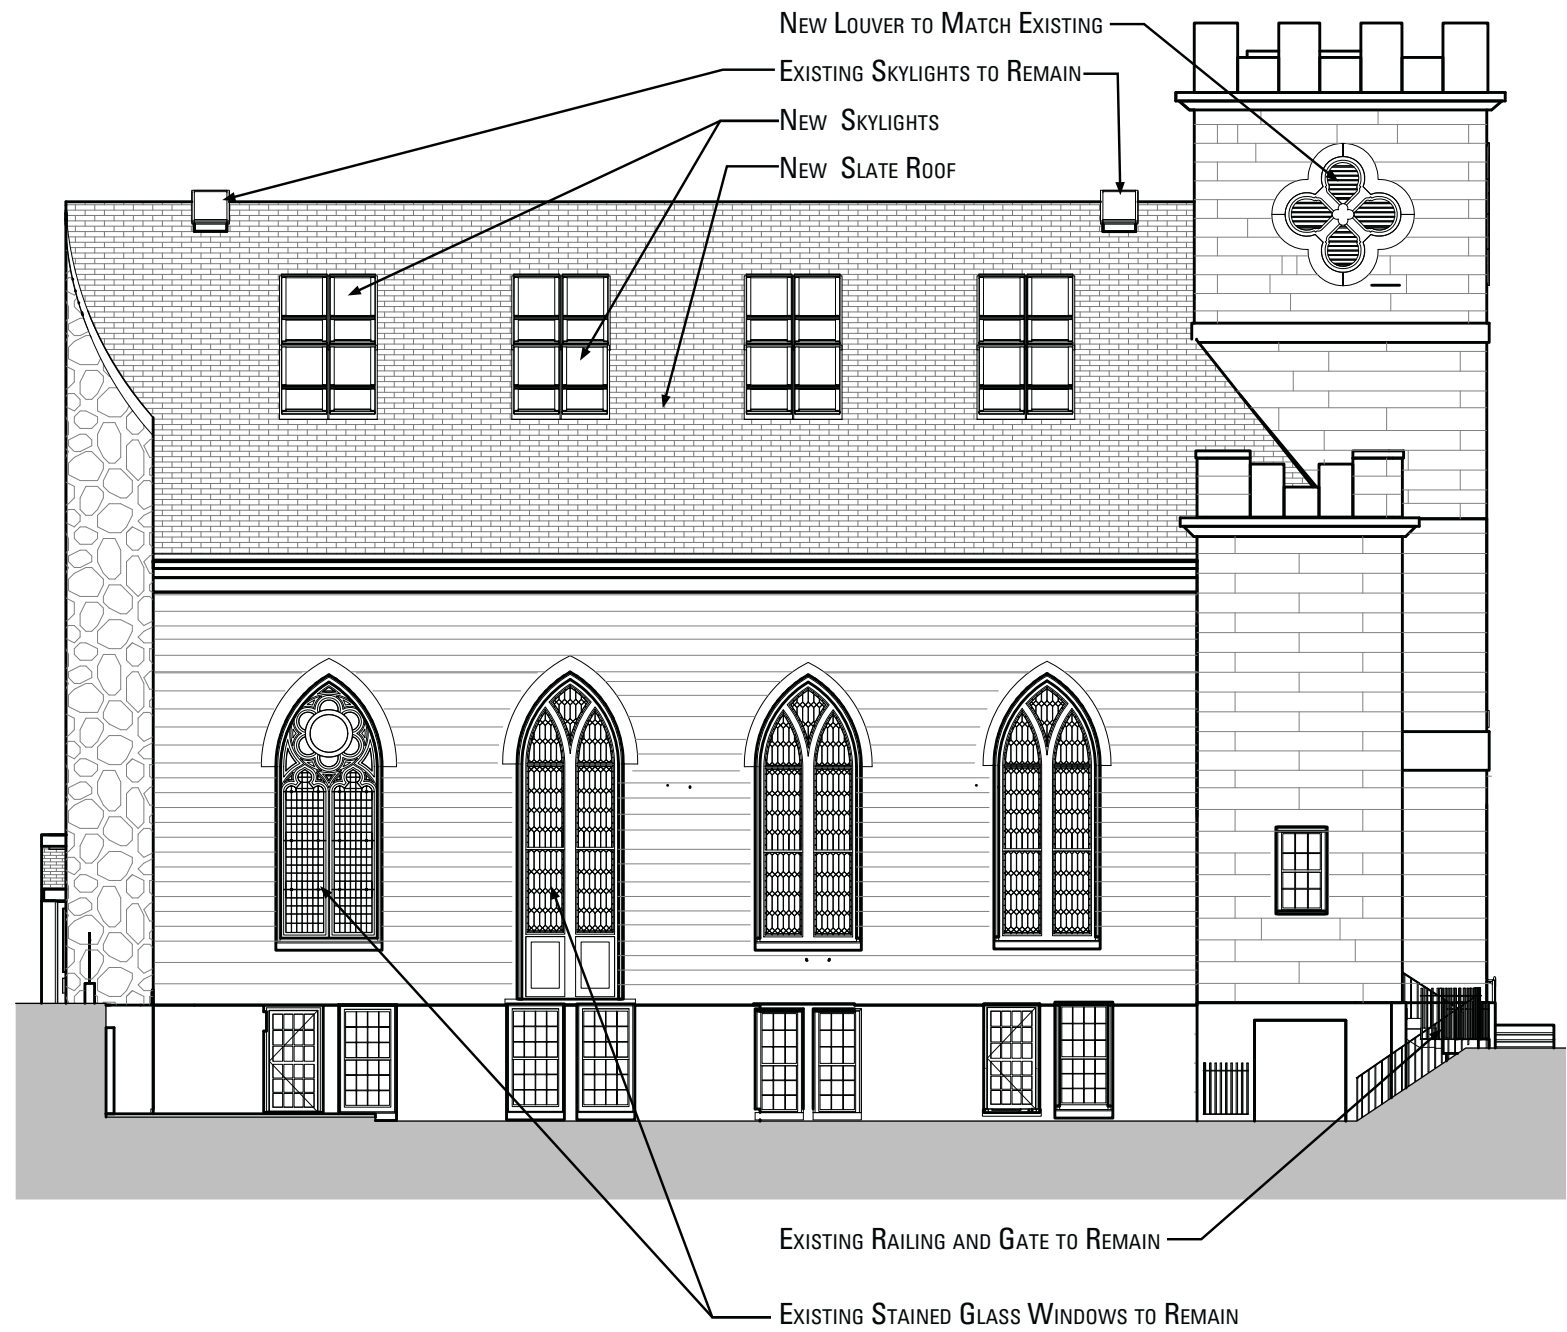 New Louver to Match Existing
Existing Skylights to Remain
New Skylights
New Slate Roof
Existing Railing and Gate to Remain
Existing Stained Glass Windows to Remain